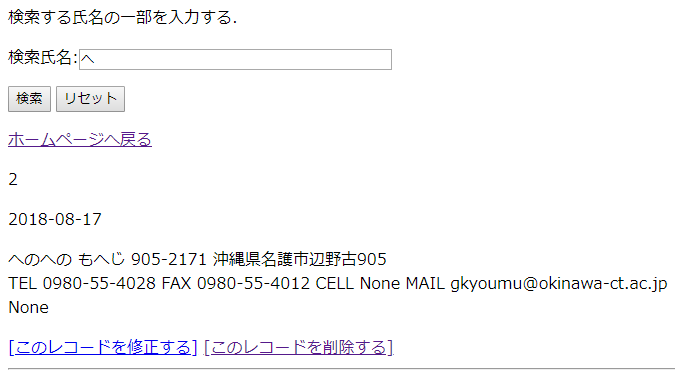 検索する氏名の一部を入力する.
検索氏名:へ
検索 リセット
ホームページへ戻る
2
2018-08-17
へのへの もへじ 905-2171 沖縄県名護市辺野古905
TEL 0980-55-4028 FAX 0980-55-4012 CELL None MAIL gkyoumu@okinawa-ct.ac.jp
None
[このレコードを修正する] [このレコードを削除する]